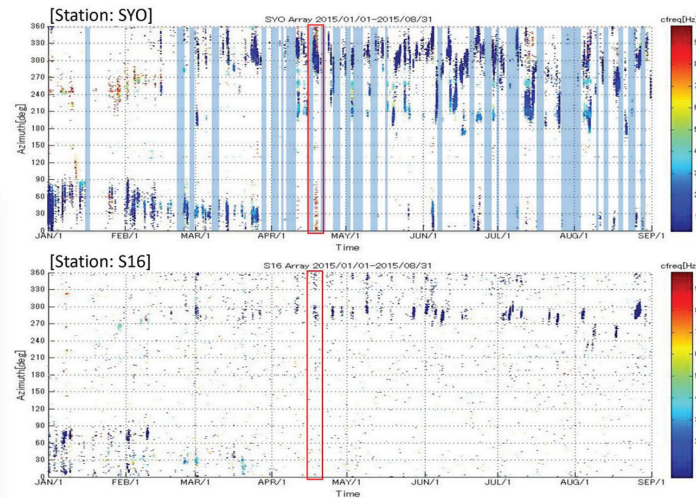 [Station: SYO]
SYO Array 2015/01/01-2015/08/31
cfreq[Hz
360
330
300
270
240
210
180
150
120
90
60
30
0
Azimuth[deg]
JAN/1 FEB/1 MAR/1 APR/1 MAY/1 JUN/1 JUL/1 AUG/1 SEP/1
Time
[Station: S16]
S16 Array 2015/01/01-2015/08/31
cfreq[Hz
360
330
300
270
240
210
180
150
120
90
60
30
0
Azimuth[deg]
JAN/1 FEB/1 MAR/1 APR/1 MAY/1 JUN/1 JUL/1 AUG/1 SEP/1
Time